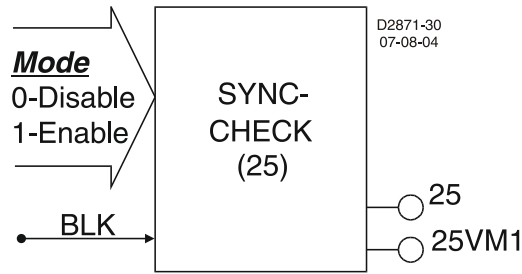 D2871-30
07-08-04
Mode
0-Disable
1-Enable
SYNC-
CHECK
(25)
BLK
25
25VM1